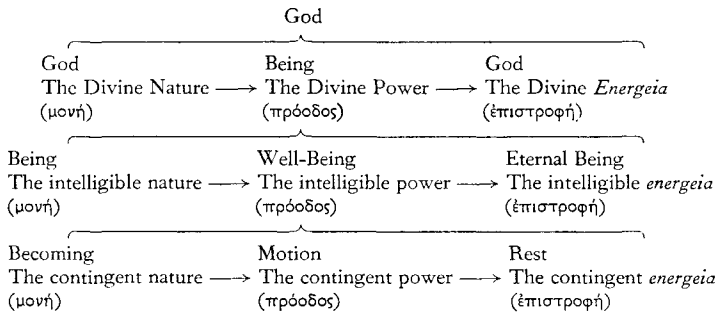 God
God Being God
The Divine Nature → The Divine Power → The Divine Energeia
(μονή) (πρόοδος) (ἐπιστροφή)
Being Well-Being Eternal Being
The intelligible nature → The intelligible power → The intelligible energeia
(μονή) (πρόοδος) (ἐπιστροφή)
Becoming Motion Rest
The contingent nature → The contingent power → The contingent energeia
(μονή) (πρόοδος) (ἐπιστροφή)